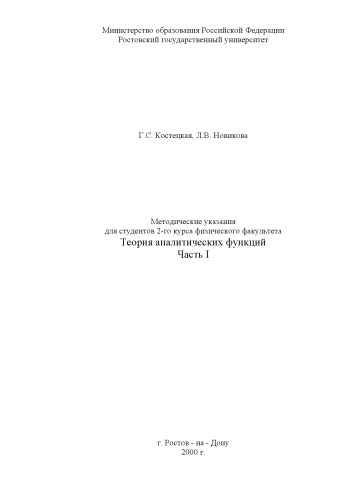 Министерство образования Российской Федерации
Ростовский государственный университет
Г.С. Костецкая, Л.В. Новикова
Методические указания
для студентов 2-го курса физического факультета
Теория аналитических функций
Часть I
г. Ростов - на - Дону
2000 г.